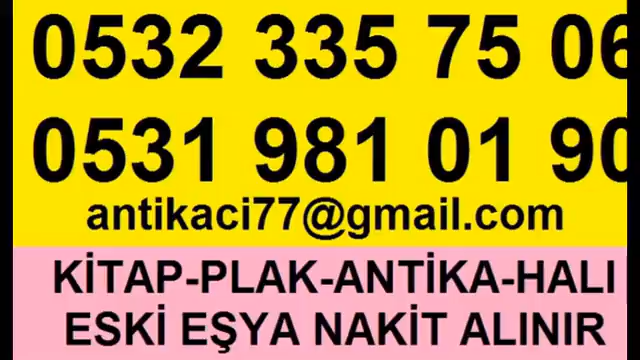 0532 335 75 06
0531 981 01 90
antikaci77@gmail.com
KİTAP-PLAK-ANTİKA-HALI
ESKİ EŞYA NAKİT ALINIR